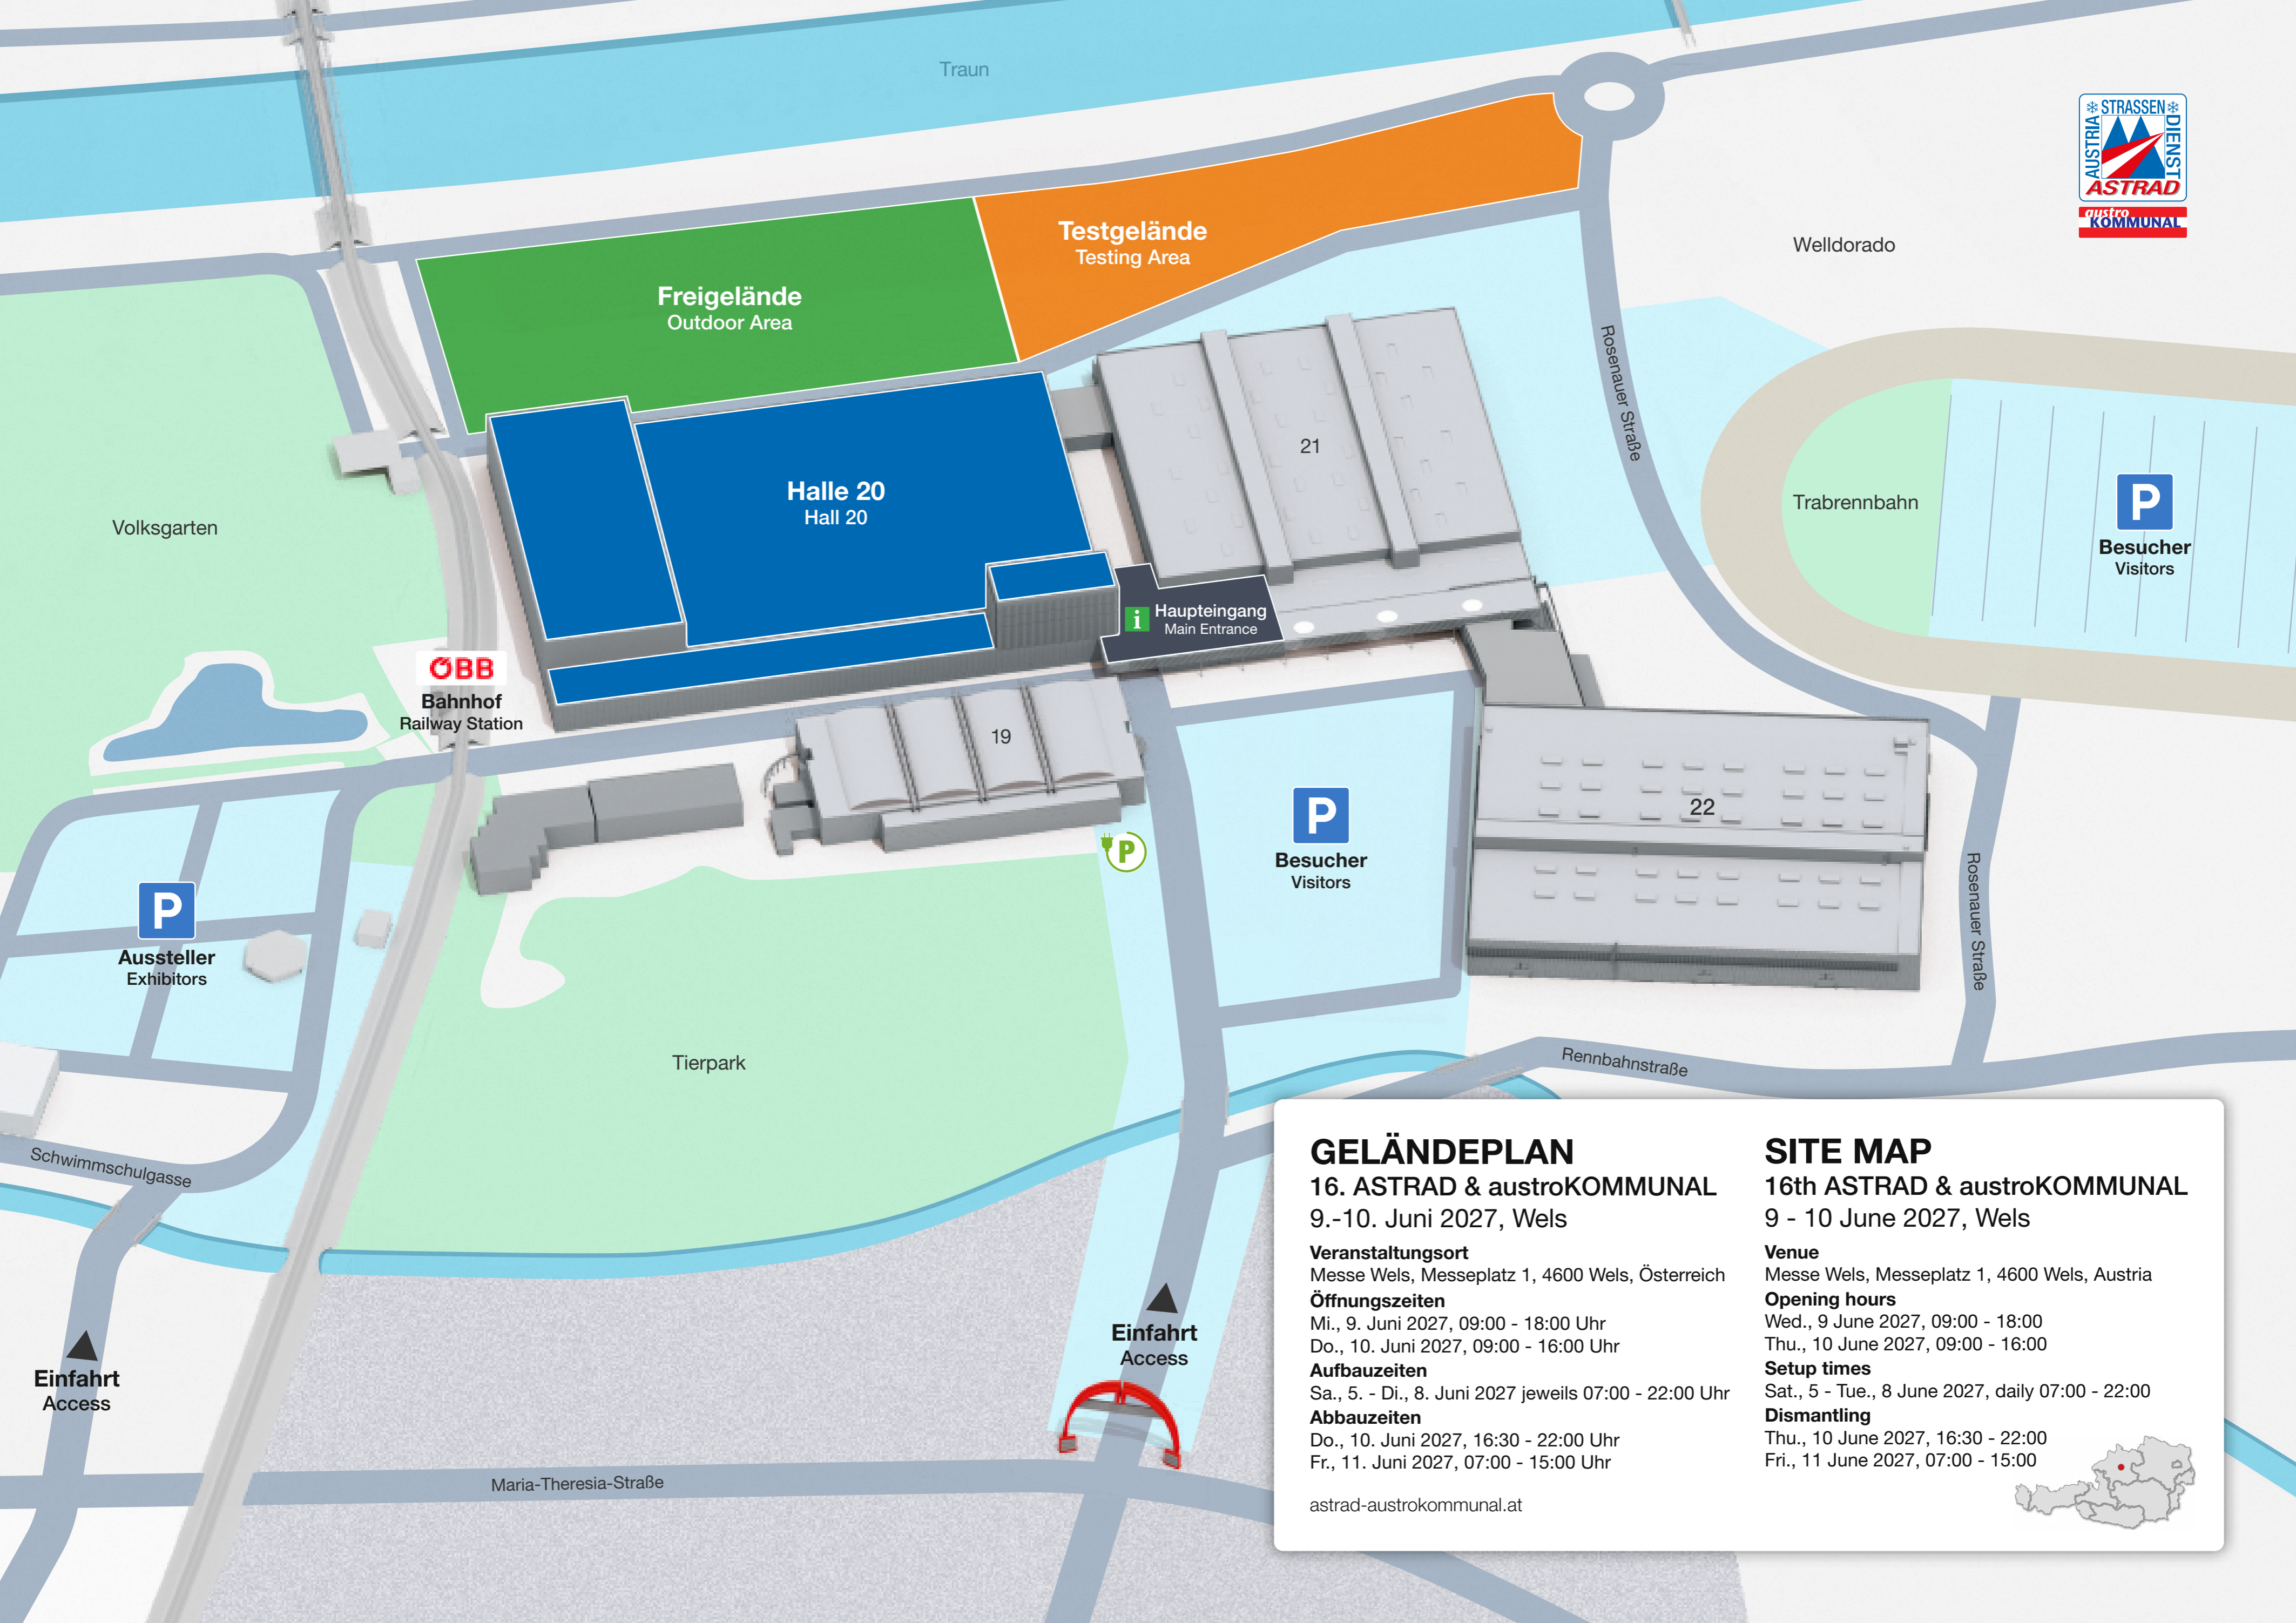 Traun
AUSTRIA
STRASSEN
DIENST
ASTRAD
austro
KOMMUNAL
Testgelände
Testing Area
Welldorado
Freigelände
Outdoor Area
Rosenauer Straße
21
Halle 20
Hall 20
Trabrennbahn
P
Besucher
Visitors
Volksgarten
i
Haupteingang
Main Entrance
ÖBB
Bahnhof
Railway Station
19
22
P
Besucher
Visitors
P
P
Aussteller
Exhibitors
Rosenauer Straße
Tierpark
Rennbahnstraße
Schwimmschulgasse
Einfahrt
Access
Einfahrt
Access
Maria-Theresia-Straße
GELÄNDEPLAN
16. ASTRAD & austroKOMMUNAL
9.-10. Juni 2027, Wels
Veranstaltungsort
Messe Wels, Messeplatz 1, 4600 Wels, Österreich
Öffnungszeiten
Mi., 9. Juni 2027, 09:00 - 18:00 Uhr
Do., 10. Juni 2027, 09:00 - 16:00 Uhr
Aufbauzeiten
Sa., 5. - Di., 8. Juni 2027 jeweils 07:00 - 22:00 Uhr
Abbauzeiten
Do., 10. Juni 2027, 16:30 - 22:00 Uhr
Fr., 11. Juni 2027, 07:00 - 15:00 Uhr
astrad-austrokommunal.at
SITE MAP
16th ASTRAD & austroKOMMUNAL
9 - 10 June 2027, Wels
Venue
Messe Wels, Messeplatz 1, 4600 Wels, Austria
Opening hours
Wed., 9 June 2027, 09:00 - 18:00
Thu., 10 June 2027, 09:00 - 16:00
Setup times
Sat., 5 - Tue., 8 June 2027, daily 07:00 - 22:00
Dismantling
Thu., 10 June 2027, 16:30 - 22:00
Fri., 11 June 2027, 07:00 - 15:00